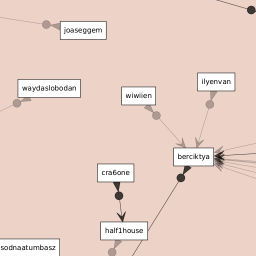 joaseggem
ilyenvan
waydaslobodan
wiwiien
berciktya
cra6one
half1house
sodnaatumbasz